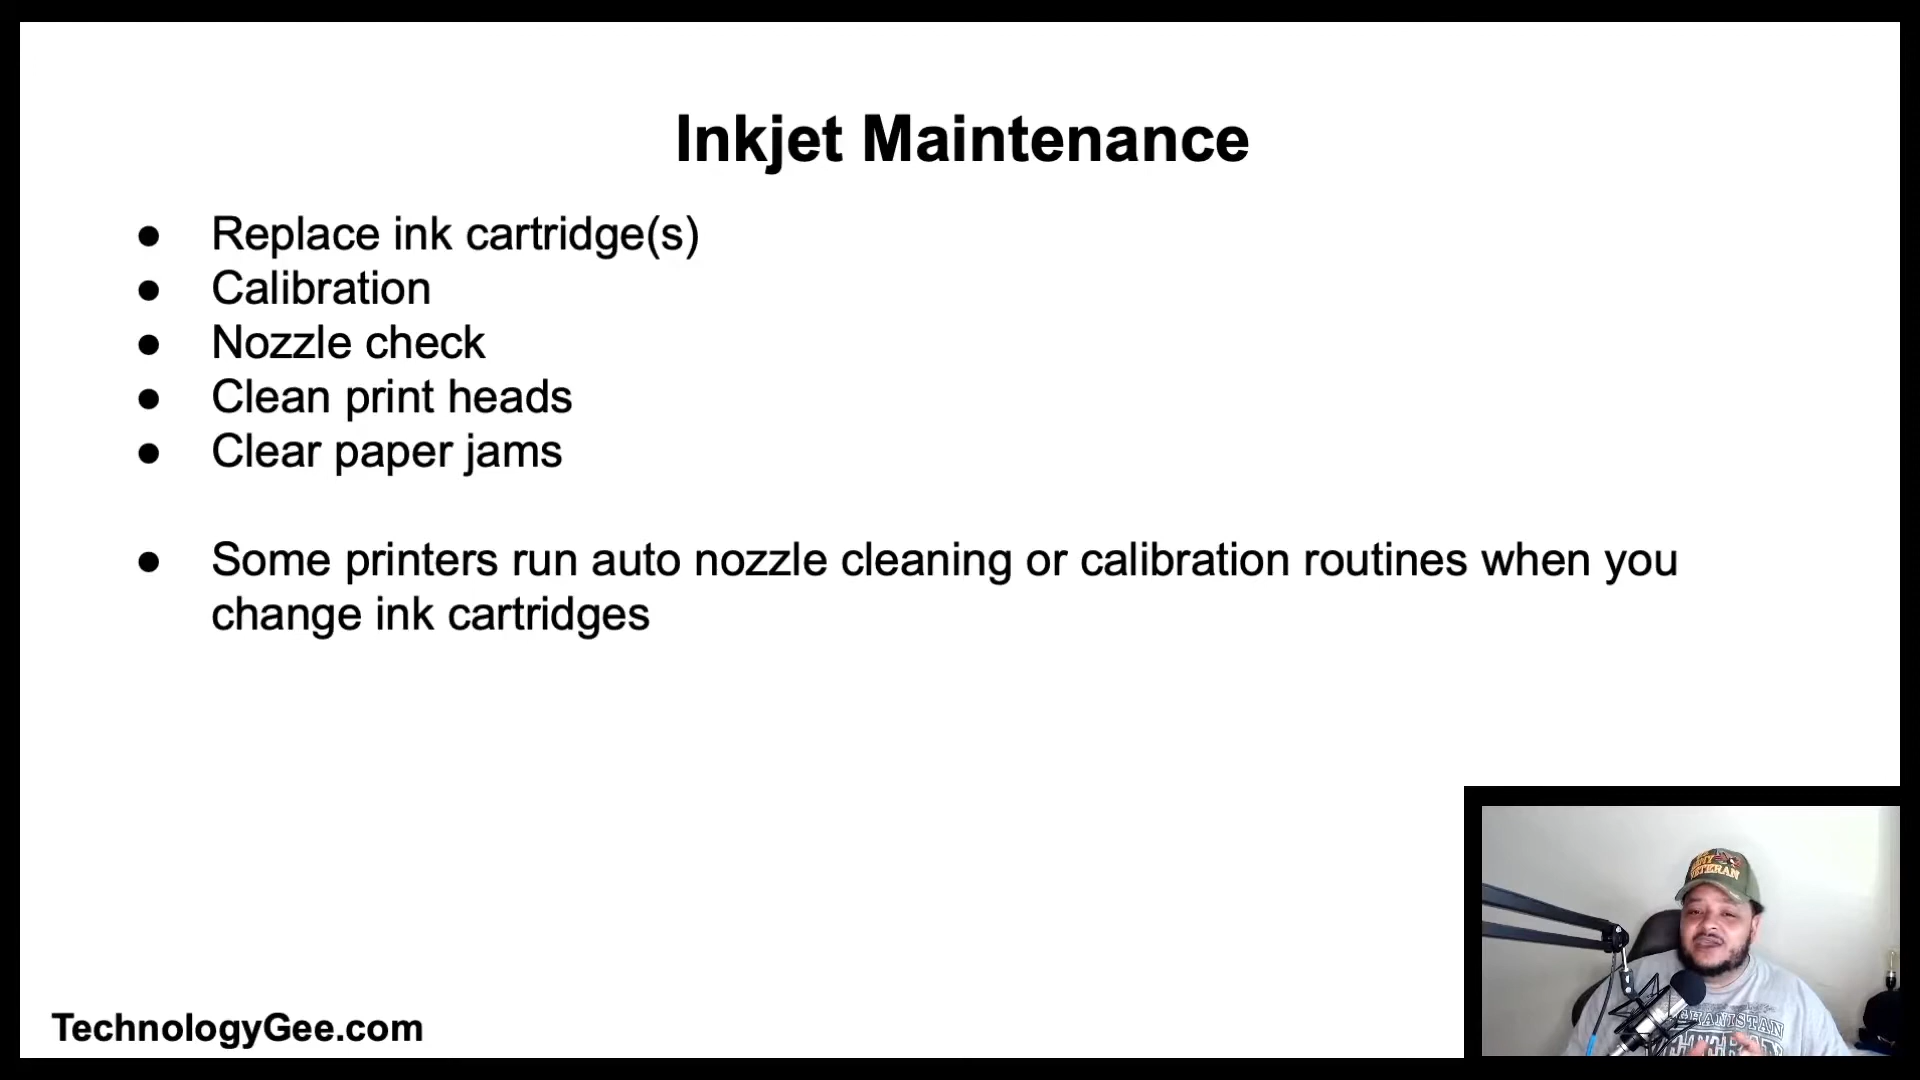 Inkjet Maintenance
● Replace ink cartridge(s)
● Calibration
● Nozzle check
● Clean print heads
● Clear paper jams
● Some printers run auto nozzle cleaning or calibration routines when you
change ink cartridges
VETERAN
TechnologyGee.com